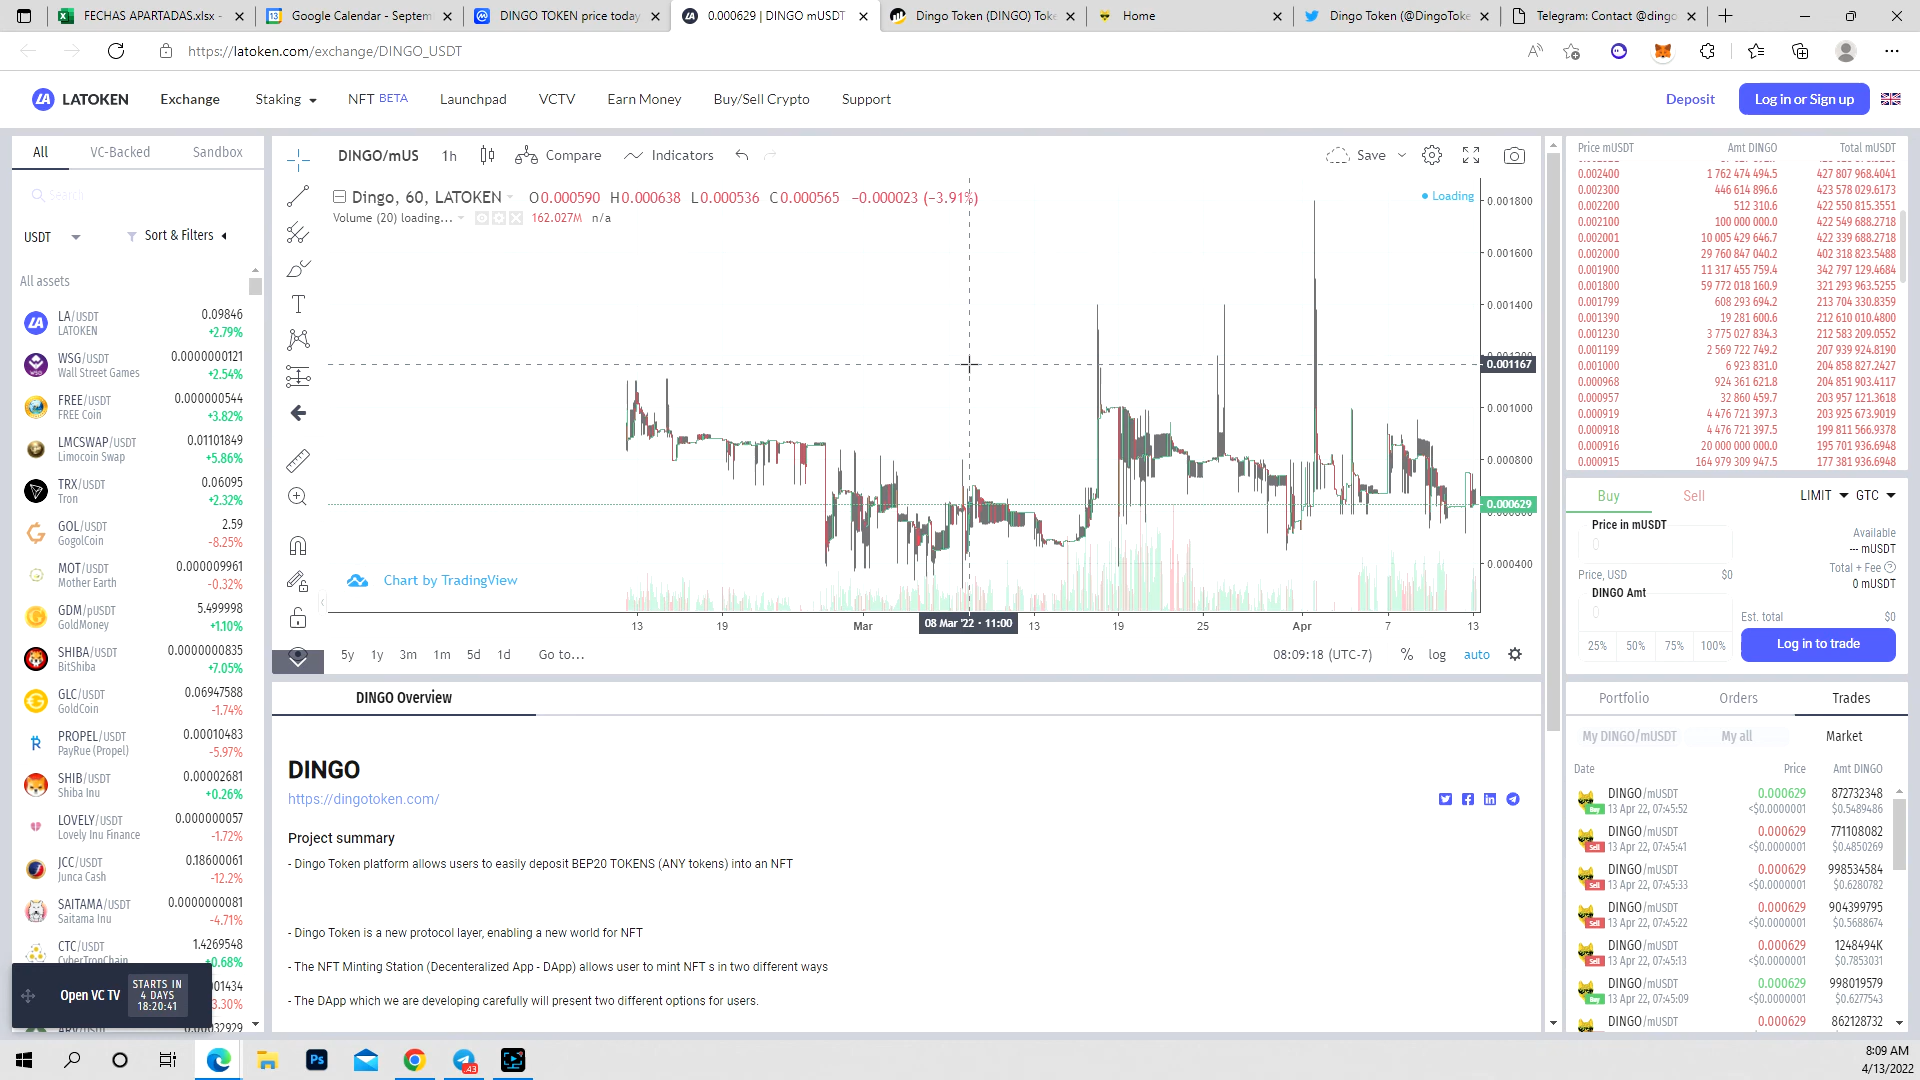 FECHAS APARTADAS.xlsx -
Google Calendar - Septem
DINGO TOKEN price today
0.000629 | DINGO mUSDT
Dingo Token (DINGO) Toke
Home
Dingo Token (@DingoToke
Telegram: Contact @dingo
https://latoken.com/exchange/DINGO_USDT
LATOKEN
Exchange
Staking
NFT BETA
Launchpad
VCTV
Earn Money
Buy/Sell Crypto
Support
Deposit
Log in or Sign up
All
VC-Backed
Sandbox
Search
USDT
Sort & Filters
All assets
LA/USDT 0.09846
LATOKEN +2.79%
WSG/USDT 0.0000000121
Wall Street Games +2.54%
FREE/USDT 0.000000544
FREE Coin +3.82%
LMCSWAP/USDT 0.01101849
Limocoin Swap +5.86%
TRX/USDT 0.06095
Tron +2.32%
GOL/USDT 2.59
GogolCoin -8.25%
MOT/USDT 0.000009961
Mother Earth -0.32%
GDM/pUSDT 5.499998
GoldMoney +1.10%
SHIBA/USDT 0.0000000835
BitShiba +7.05%
GLC/USDT 0.06947588
GoldCoin -1.74%
PROPEL/USDT 0.00010483
PayRue (Propel) -5.97%
SHIB/USDT 0.00002681
Shiba Inu +0.26%
LOVELY/USDT 0.000000057
Lovely Inu Finance -1.72%
JCC/USDT 0.18600061
Junca Cash -12.2%
SAITAMA/USDT 0.0000000081
Saitama Inu -4.71%
CTC/USDT 1.4269548
CyberTronChain +0.68%
Open VC TV
STARTS IN
4 DAYS
18:20:41
DINGO/mUS
1h
Compare
Indicators
Save
Dingo, 60, LATOKEN O0.000590 H0.000638 L0.000536 C0.000565 −0.000023 (−3.91%)
Volume (20) loading... 162.027M n/a
Loading
0.001800
0.001600
0.001400
0.001167
0.001000
0.000800
0.000629
0.000400
Chart by TradingView
13
19
Mar
08 Mar '22 · 11:00
13
19
25
Apr
7
13
5y
1y
3m
1m
5d
1d
Go to...
08:09:18 (UTC-7)
%
log
auto
DINGO Overview
DINGO
https://dingotoken.com/
Project summary
- Dingo Token platform allows users to easily deposit BEP20 TOKENS (ANY tokens) into an NFT
- Dingo Token is a new protocol layer, enabling a new world for NFT
- The NFT Minting Station (Decenteralized App - DApp) allows user to mint NFT s in two different ways
- The DApp which we are developing carefully will present two different options for users.
Price mUSDT Amt DINGO Total mUSDT
0.002400 1 762 474 494.5 427 807 968.4041
0.002300 446 614 896.6 423 578 029.6173
0.002200 512 310.6 422 550 815.3551
0.002100 100 000 000.0 422 549 688.2718
0.002001 10 005 429 646.7 422 339 688.2718
0.002000 29 760 847 040.2 402 318 823.5488
0.001900 11 317 455 759.4 342 797 129.4684
0.001800 59 772 018 160.9 321 293 963.5255
0.001799 608 293 694.2 213 704 330.8359
0.001390 19 281 600.6 212 610 010.4800
0.001230 3 775 027 834.3 212 583 209.0552
0.001199 2 569 722 749.2 207 939 924.8190
0.001000 6 923 831.0 204 858 827.2427
0.000968 924 361 621.8 204 851 903.4117
0.000957 32 860 459.7 203 957 121.3618
0.000919 4 476 721 397.3 203 925 673.9019
0.000918 4 476 721 397.5 199 811 566.9378
0.000916 20 000 000 000.0 195 701 936.6948
0.000915 164 979 309 947.5 177 381 936.6948
Buy
Sell
LIMIT
GTC
Price in mUSDT
0
Available
--- mUSDT
Price, USD $0
Total + Fee
0 mUSDT
DINGO Amt
0
Est. total $0
25% 50% 75% 100%
Log in to trade
Portfolio
Orders
Trades
My DINGO/mUSDT
My all
Market
Date Price Amt DINGO
DINGO/mUSDT 0.000629 872732348
Buy 13 Apr 22, 07:45:52 <$0.0000001 $0.5489486
DINGO/mUSDT 0.000629 771108082
Sell 13 Apr 22, 07:45:41 <$0.0000001 $0.4850269
DINGO/mUSDT 0.000629 998534584
Sell 13 Apr 22, 07:45:33 <$0.0000001 $0.6280782
DINGO/mUSDT 0.000629 904399795
Sell 13 Apr 22, 07:45:22 <$0.0000001 $0.5688674
DINGO/mUSDT 0.000629 1248494K
Sell 13 Apr 22, 07:45:13 <$0.0000001 $0.7853031
DINGO/mUSDT 0.000629 998019579
Buy 13 Apr 22, 07:45:09 <$0.0000001 $0.6277543
DINGO/mUSDT 0.000629 862128732
Ps
43
8:09 AM
4/13/2022